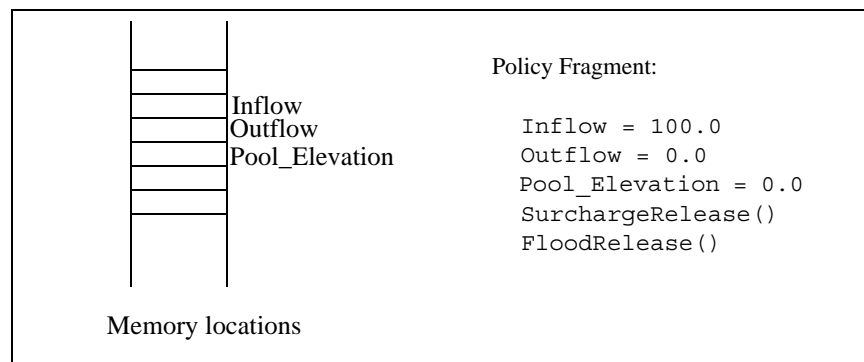 Inflow
Outflow
Pool_Elevation
Memory locations
Policy Fragment:
Inflow = 100.0
Outflow = 0.0
Pool_Elevation = 0.0
SurchargeRelease()
FloodRelease()